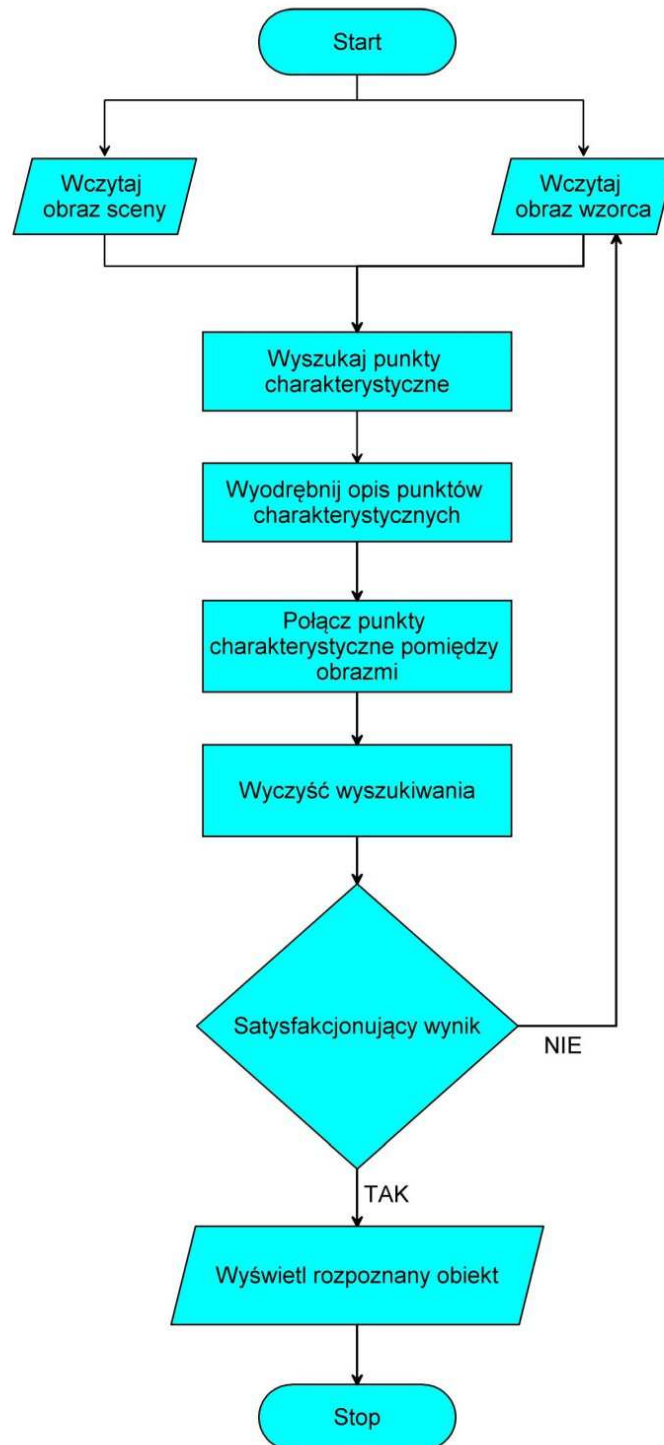 Start
Wczytaj
obraz sceny
Wczytaj
obraz wzorca
Wyszukaj punkty
charakterystyczne
Wyodrębnij opis punktów
charakterystycznych
Połącz punkty
charakterystyczne pomiędzy
obrazmi
Wyczyść wyszukiwania
Satysfakcjonujący wynik
NIE
TAK
Wyświetl rozpoznany obiekt
Stop